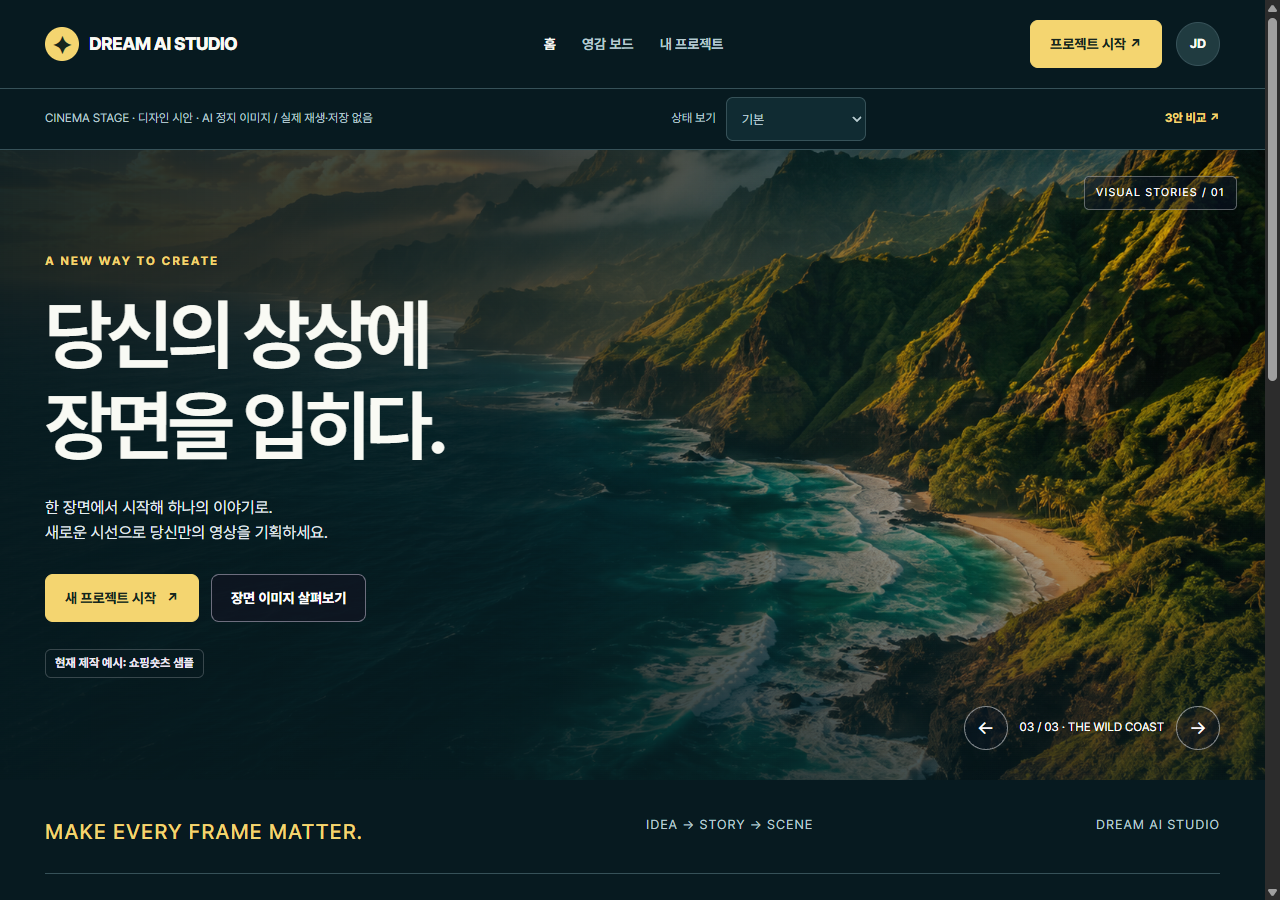 DREAM AI STUDIO
홈 영감 보드 내 프로젝트
프로젝트 시작 ↗
JD
CINEMA STAGE · 디자인 시안 · AI 정지 이미지 / 실제 재생·저장 없음
상태 보기
기본
3안 비교 ↗
VISUAL STORIES / 01
A NEW WAY TO CREATE
당신의 상상에
장면을 입히다.
한 장면에서 시작해 하나의 이야기로.
새로운 시선으로 당신만의 영상을 기획하세요.
새 프로젝트 시작 ↗
장면 이미지 살펴보기
현재 제작 예시: 쇼핑숏츠 샘플
← 03 / 03 · THE WILD COAST →
MAKE EVERY FRAME MATTER.
IDEA → STORY → SCENE
DREAM AI STUDIO